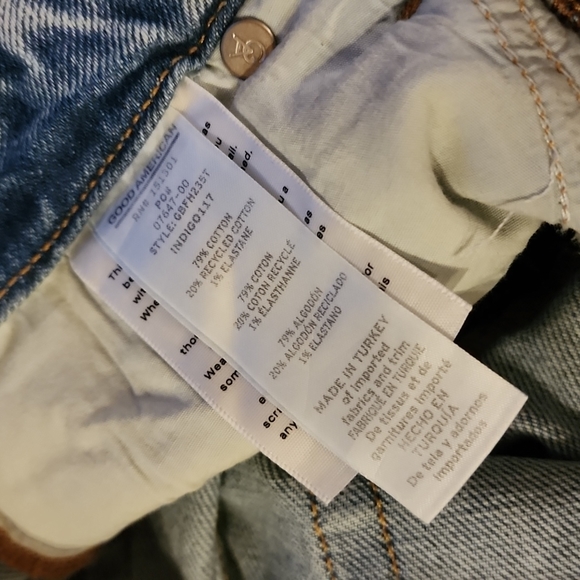 GOOD AMERICAN
RN# 151301
PO#
07647-00
STYLE:GBFH235T
INDIGO117
79% COTTON
20% RECYCLED COTTON
1% ELASTANE
79% COTON
20% COTON RECYCLÉ
1% ÉLASTHANNE
79% ALGODÓN
20% ALGODÓN RECICLADO
1% ELASTANO
MADE IN TURKEY
of imported
fabrics and trim
FABRIQUÉ EN TURQUIE
De tissus et de
garnitures importé
HECHO EN
TURQUÍA
De tela y adornos
importados